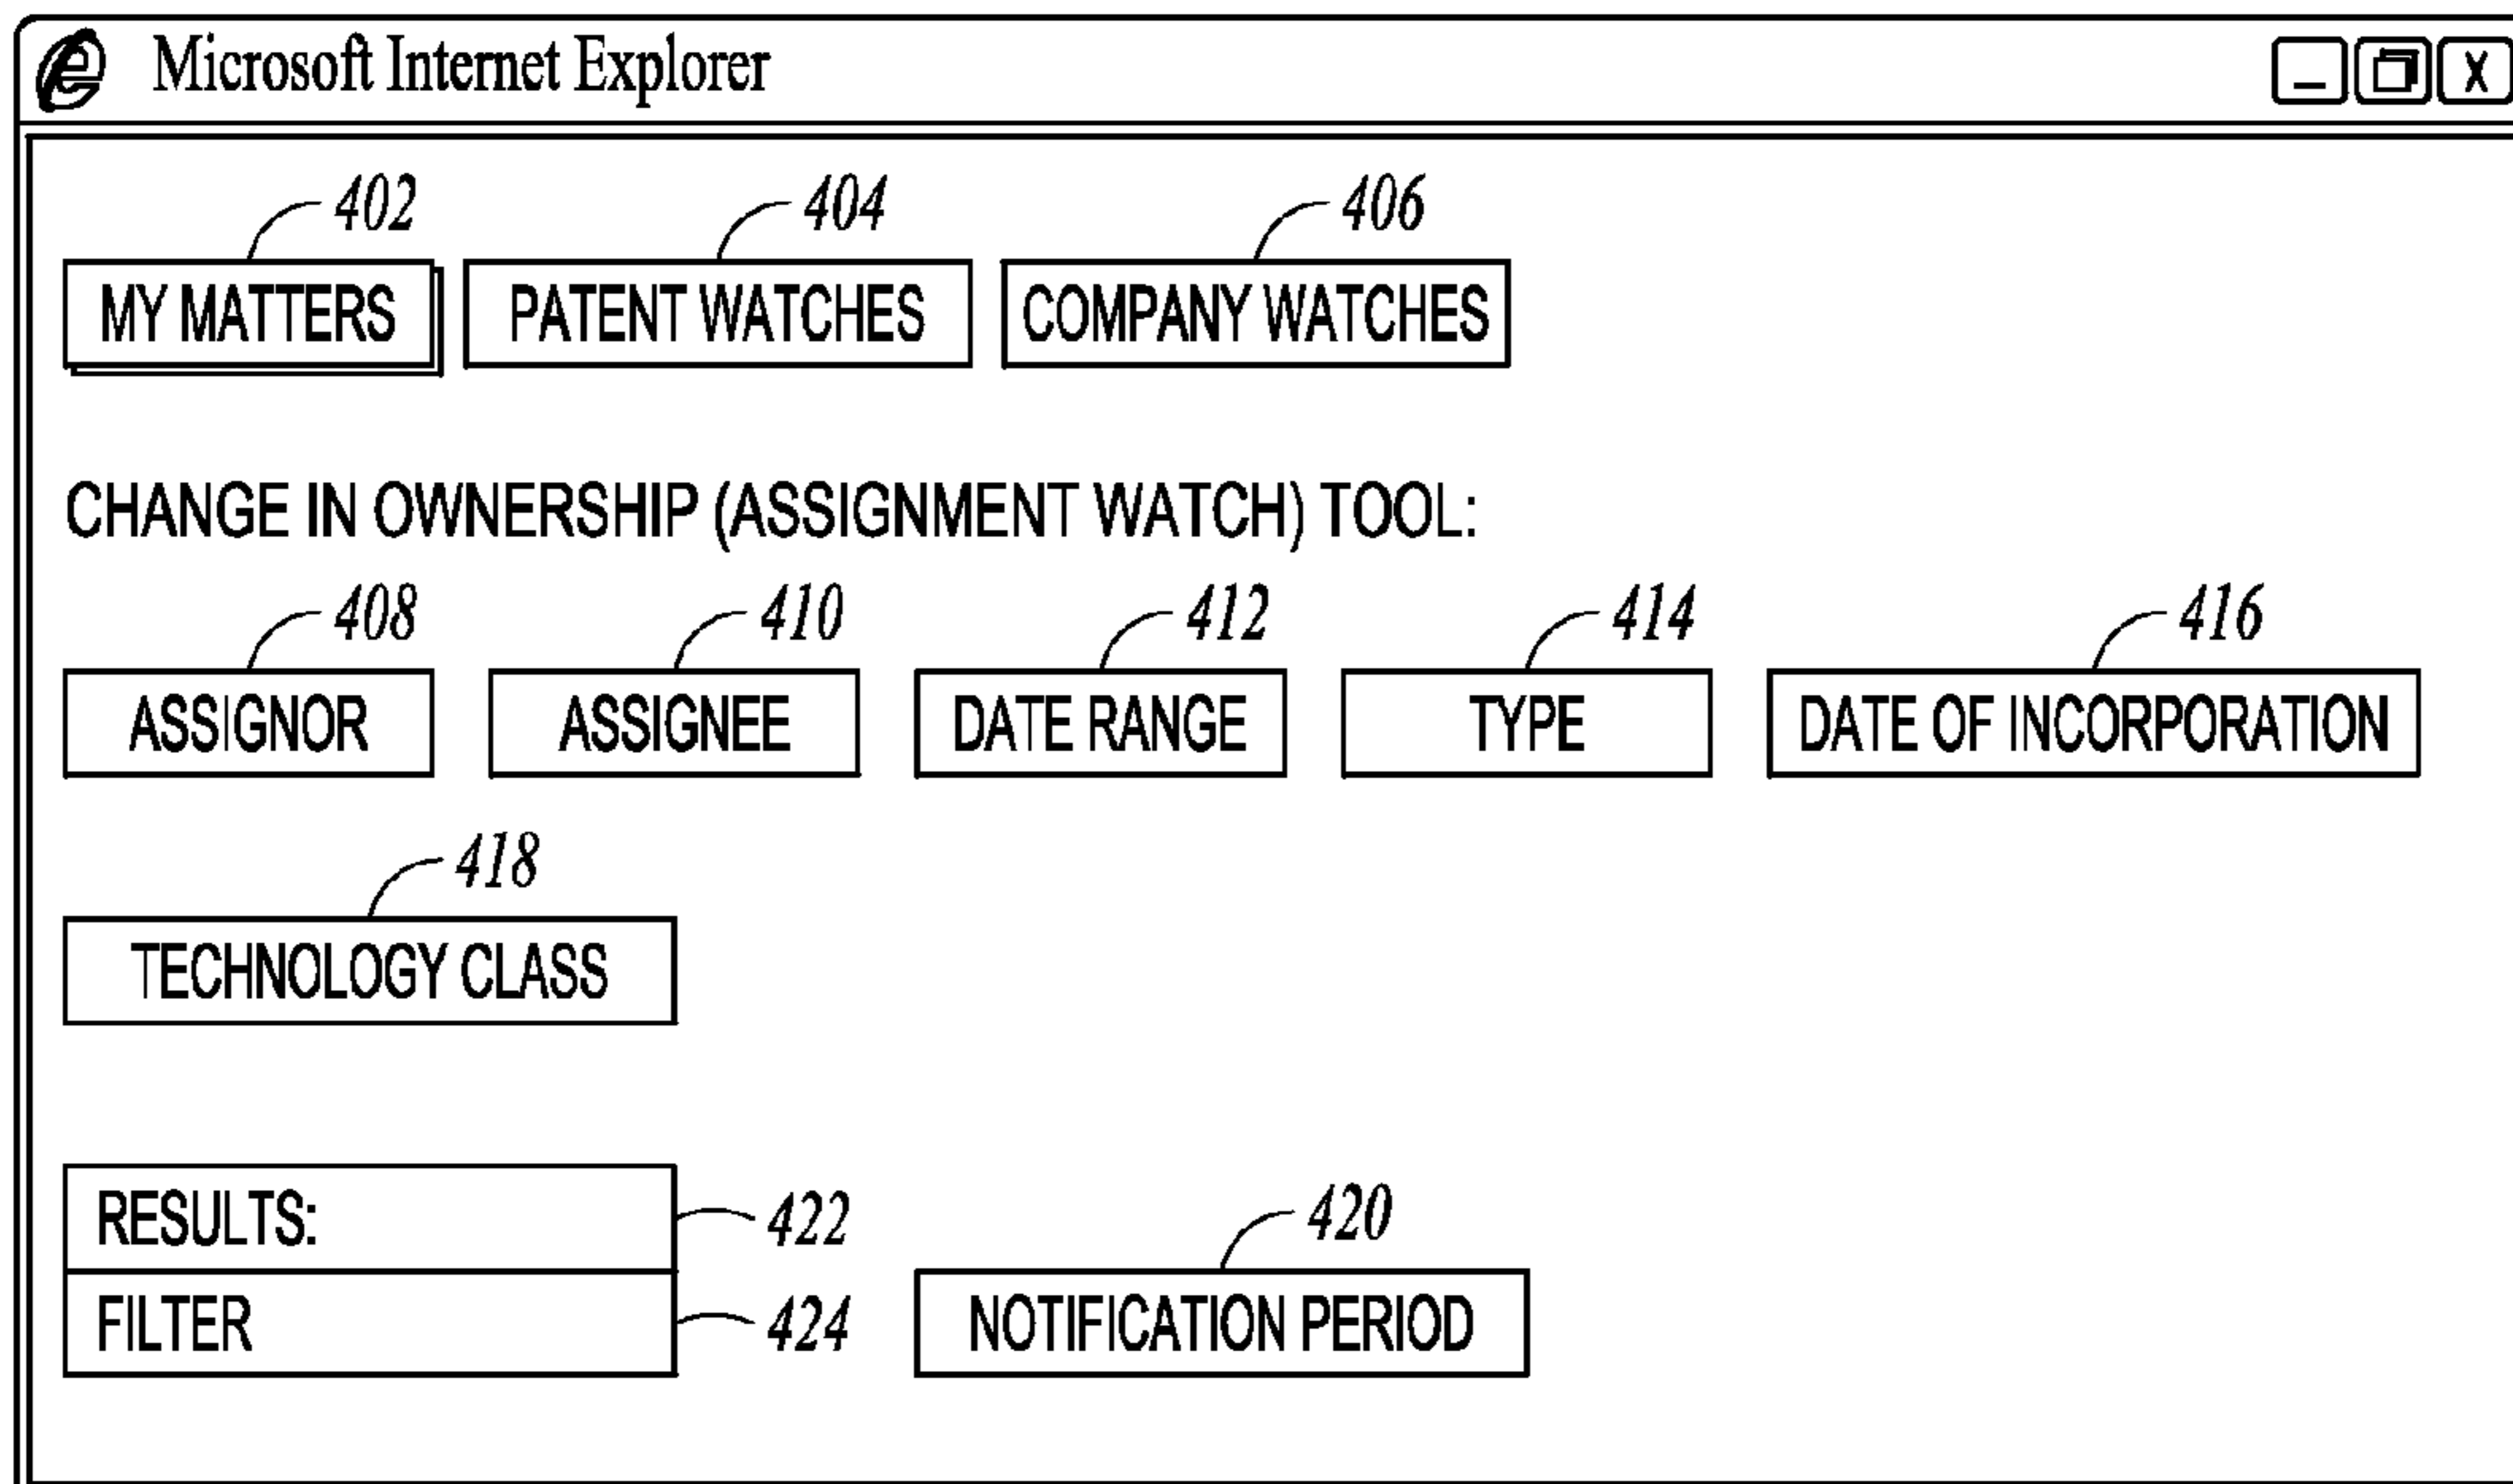 Microsoft Internet Explorer
402 404 406
MY MATTERS PATENT WATCHES COMPANY WATCHES
CHANGE IN OWNERSHIP (ASSIGNMENT WATCH) TOOL:
408 410 412 414 416
ASSIGNOR ASSIGNEE DATE RANGE TYPE DATE OF INCORPORATION
418
TECHNOLOGY CLASS
RESULTS: 422 420
FILTER 424 NOTIFICATION PERIOD